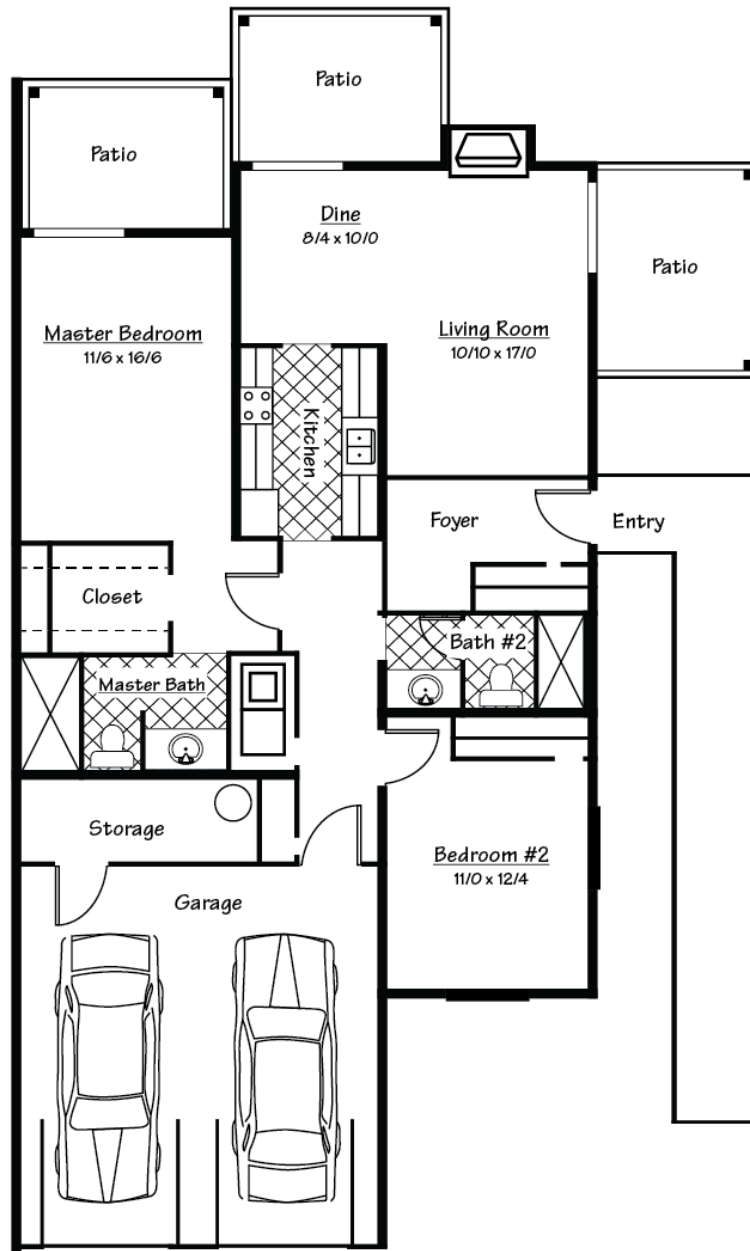 Patio
Patio
Dine
8/4 x 10/0
Patio
Master Bedroom
11/6 x 16/6
Living Room
10/10 x 17/0
Kitchen
Foyer
Entry
Closet
Bath #2
Master Bath
Storage
Bedroom #2
11/0 x 12/4
Garage